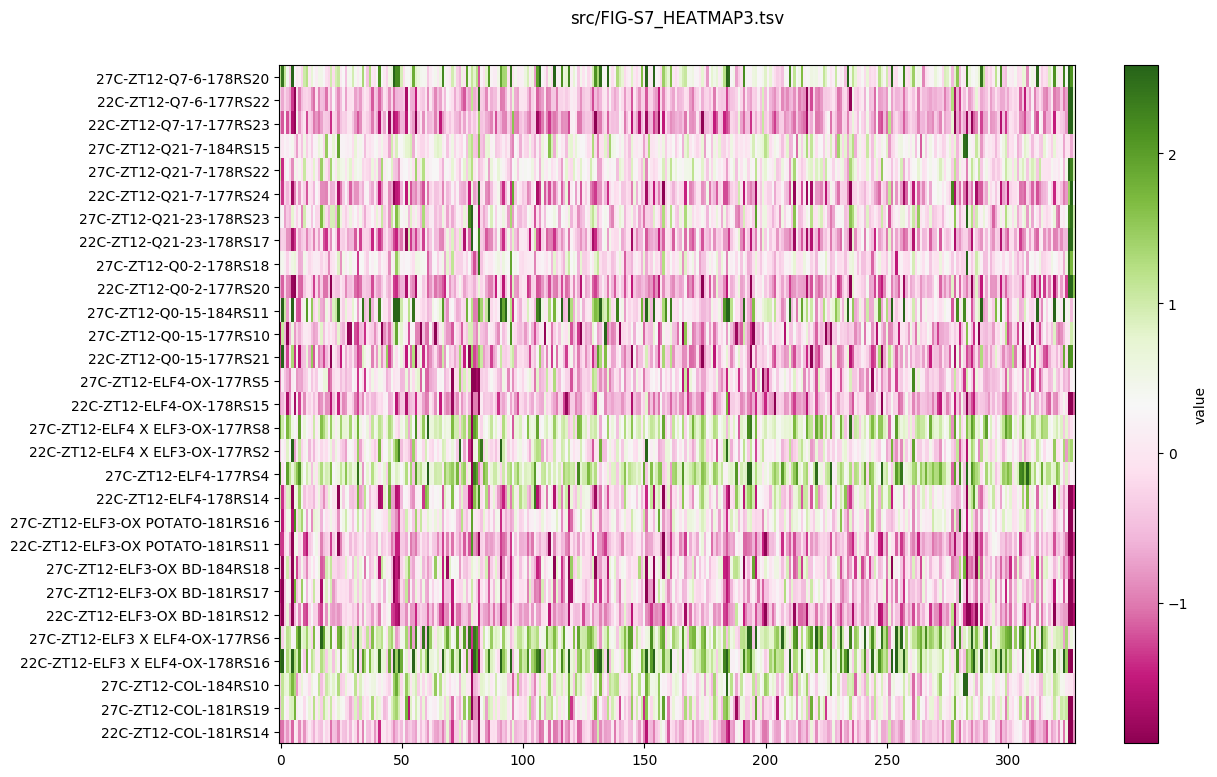 src/FIG-S7_HEATMAP3.tsv
27C-ZT12-Q7-6-178RS20
22C-ZT12-Q7-6-177RS22
22C-ZT12-Q7-17-177RS23
27C-ZT12-Q21-7-184RS15
27C-ZT12-Q21-7-178RS22
22C-ZT12-Q21-7-177RS24
27C-ZT12-Q21-23-178RS23
22C-ZT12-Q21-23-178RS17
27C-ZT12-Q0-2-178RS18
22C-ZT12-Q0-2-177RS20
27C-ZT12-Q0-15-184RS11
27C-ZT12-Q0-15-177RS10
22C-ZT12-Q0-15-177RS21
27C-ZT12-ELF4-OX-177RS5
22C-ZT12-ELF4-OX-178RS15
27C-ZT12-ELF4 X ELF3-OX-177RS8
22C-ZT12-ELF4 X ELF3-OX-177RS2
27C-ZT12-ELF4-177RS4
22C-ZT12-ELF4-178RS14
27C-ZT12-ELF3-OX POTATO-181RS16
22C-ZT12-ELF3-OX POTATO-181RS11
27C-ZT12-ELF3-OX BD-184RS18
27C-ZT12-ELF3-OX BD-181RS17
22C-ZT12-ELF3-OX BD-181RS12
27C-ZT12-ELF3 X ELF4-OX-177RS6
22C-ZT12-ELF3 X ELF4-OX-178RS16
27C-ZT12-COL-184RS10
27C-ZT12-COL-181RS19
22C-ZT12-COL-181RS14
0 50 100 150 200 250 300
2
1
0
−1
value